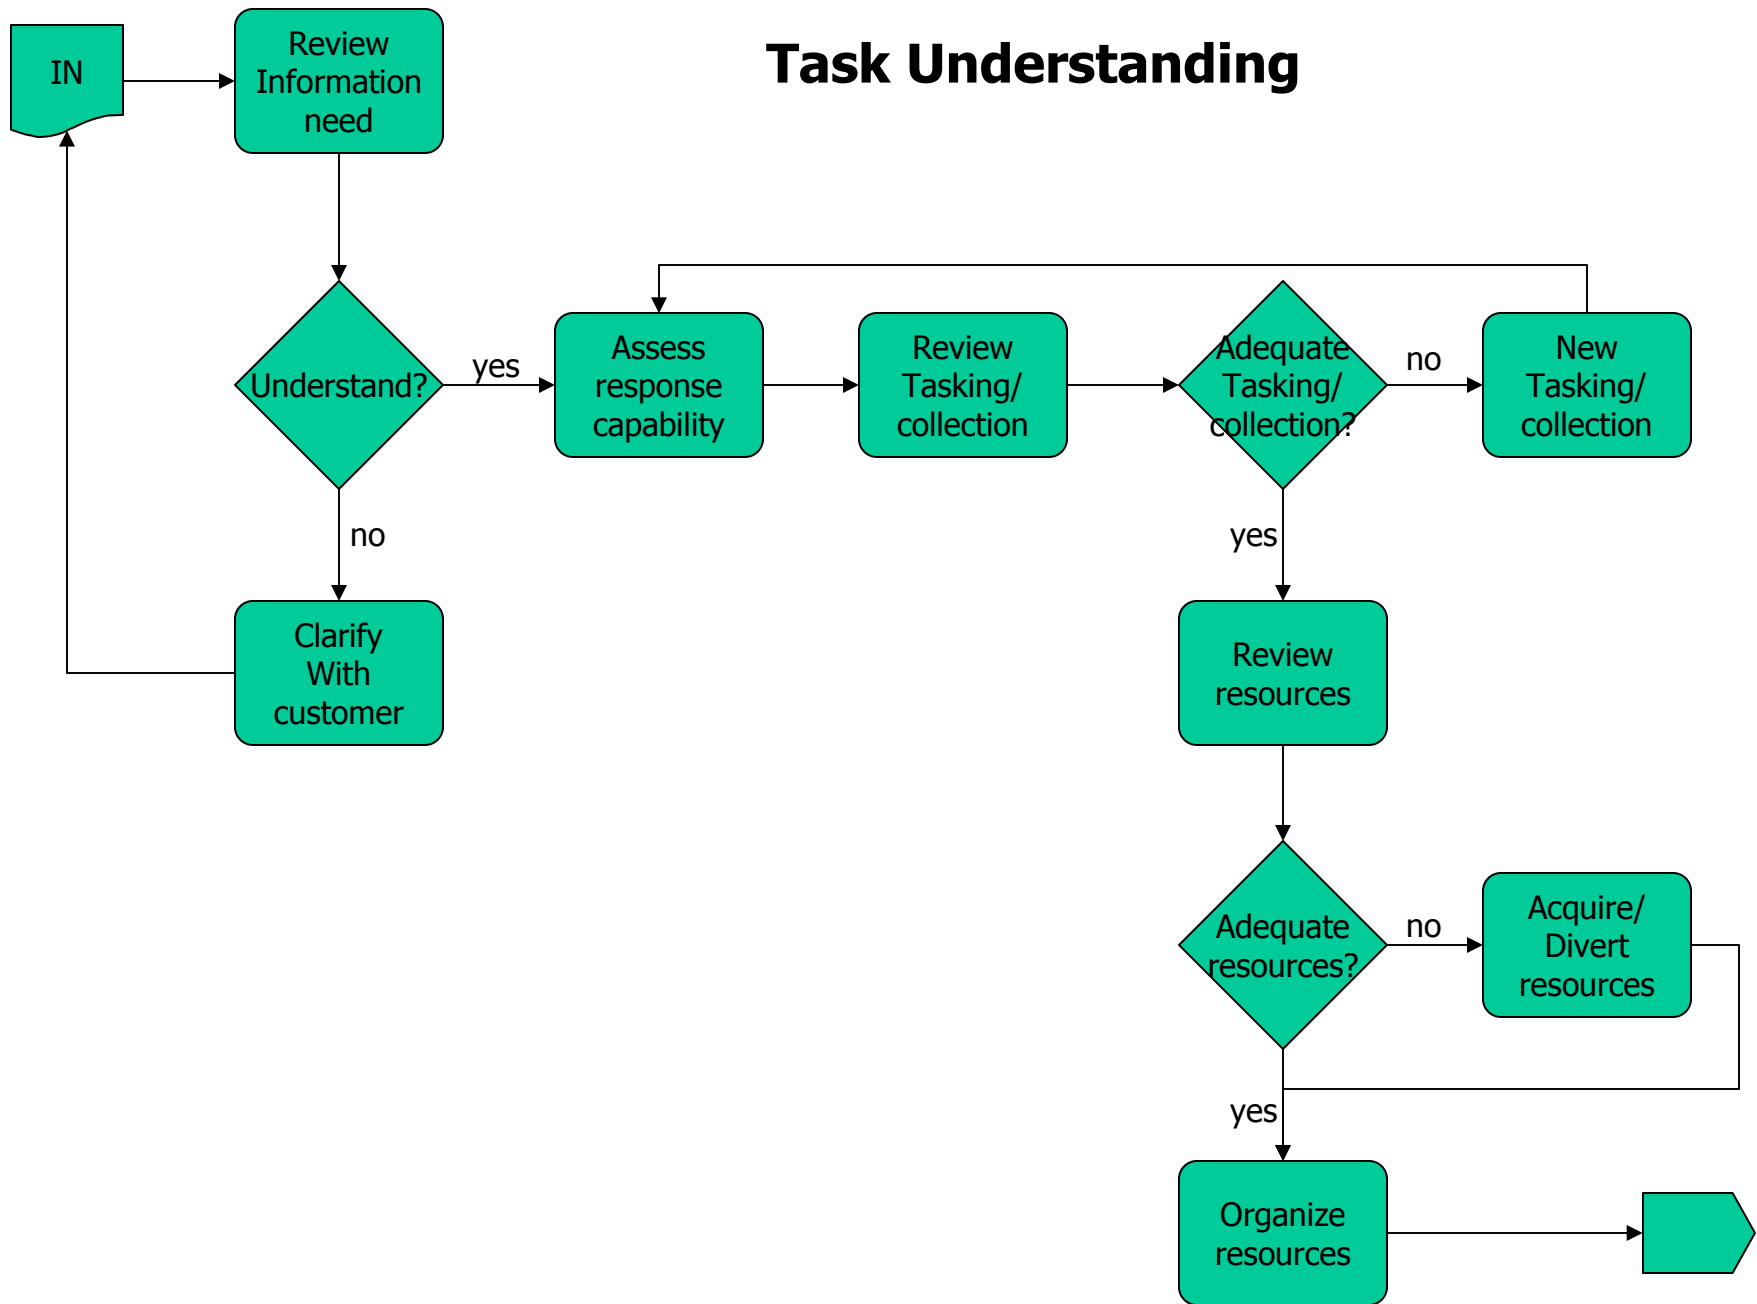 Task Understanding
IN
Review
Information
need
Understand?
yes
no
Clarify
With
customer
Assess
response
capability
Review
Tasking/
collection
Adequate
Tasking/
collection?
no
New
Tasking/
collection
yes
Review
resources
Adequate
resources?
no
Acquire/
Divert
resources
yes
Organize
resources